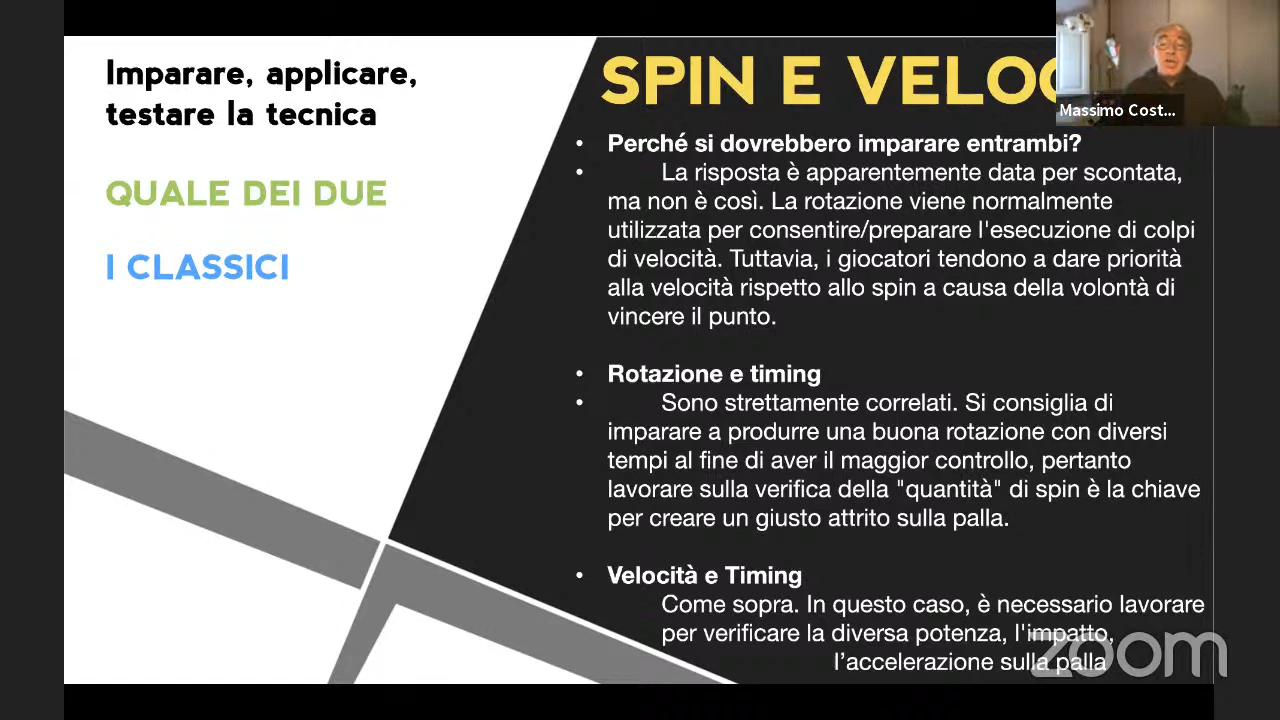 Imparare, applicare,
testare la tecnica
QUALE DEI DUE
I CLASSICI
SPIN E VELOC
Massimo Cost...
• Perché si dovrebbero imparare entrambi?
• La risposta è apparentemente data per scontata,
ma non è così. La rotazione viene normalmente
utilizzata per consentire/preparare l'esecuzione di colpi
di velocità. Tuttavia, i giocatori tendono a dare priorità
alla velocità rispetto allo spin a causa della volontà di
vincere il punto.
• Rotazione e timing
• Sono strettamente correlati. Si consiglia di
imparare a produrre una buona rotazione con diversi
tempi al fine di aver il maggior controllo, pertanto
lavorare sulla verifica della "quantità" di spin è la chiave
per creare un giusto attrito sulla palla.
• Velocità e Timing
Come sopra. In questo caso, è necessario lavorare
per verificare la diversa potenza, l'impatto,
l’accelerazione sulla palla
zoom